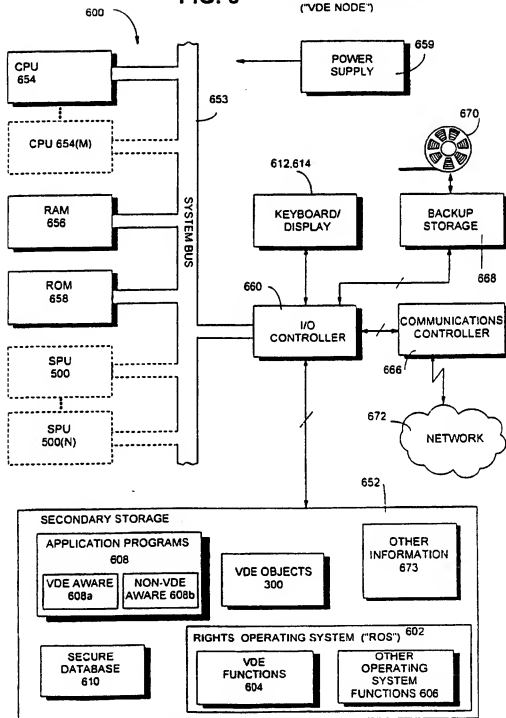 ("VDE NODE")
600
CPU
654
CPU 654(M)
653
POWER
SUPPLY
659
670
RAM
656
SYSTEM BUS
612,614
KEYBOARD/
DISPLAY
BACKUP
STORAGE
668
ROM
658
660
I/O
CONTROLLER
COMMUNICATIONS
CONTROLLER
666
SPU
500
SPU
500(N)
672
NETWORK
652
SECONDARY STORAGE
APPLICATION PROGRAMS
608
VDE AWARE
608a
NON-VDE
AWARE 608b
VDE OBJECTS
300
OTHER
INFORMATION
673
SECURE
DATABASE
610
RIGHTS OPERATING SYSTEM ("ROS") 602
VDE
FUNCTIONS
604
OTHER
OPERATING
SYSTEM
FUNCTIONS 606